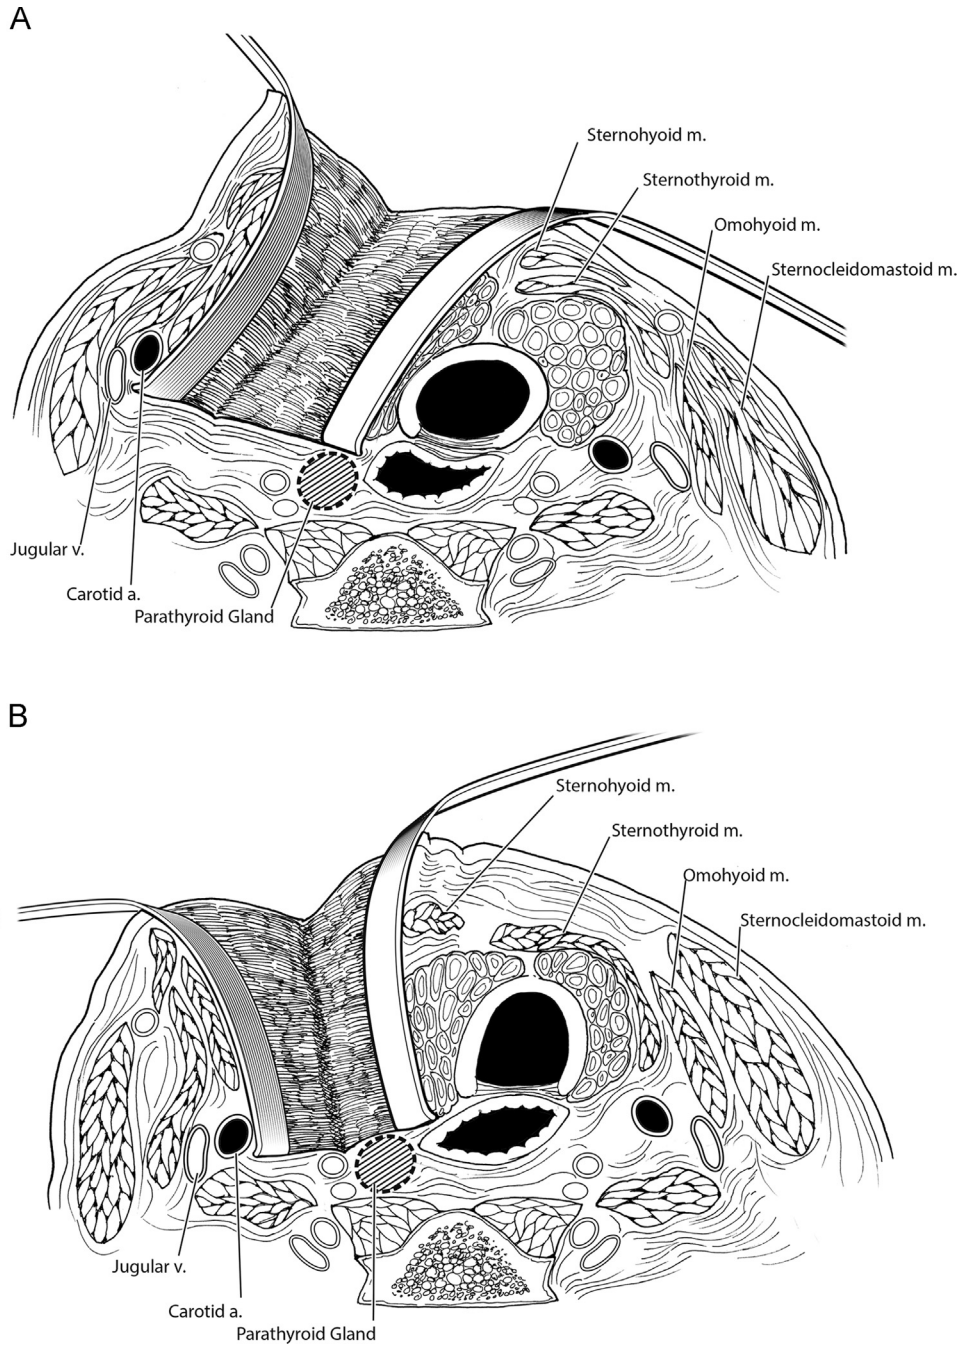 A
Sternohyoid m.
Sternothyroid m.
Omohyoid m.
Sternocleidomastoid m.
Jugular v.
Carotid a.
Parathyroid Gland
B
Sternohyoid m.
Sternothyroid m.
Omohyoid m.
Sternocleidomastoid m.
Jugular v.
Carotid a.
Parathyroid Gland